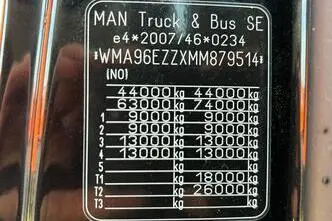 MAN Truck & Bus SE
e4*2007/46*0234
*WMA96EZZXMM879514*
(NO)
44000kg 44000kg
63000kg 74000kg
1 9000kg 9000kg
2 9000kg 9000kg
3 13000kg 13000kg
4 13000kg 13000kg
5 kg kg
T1 kg 18000kg
T2 kg 26000kg
T3 kg kg